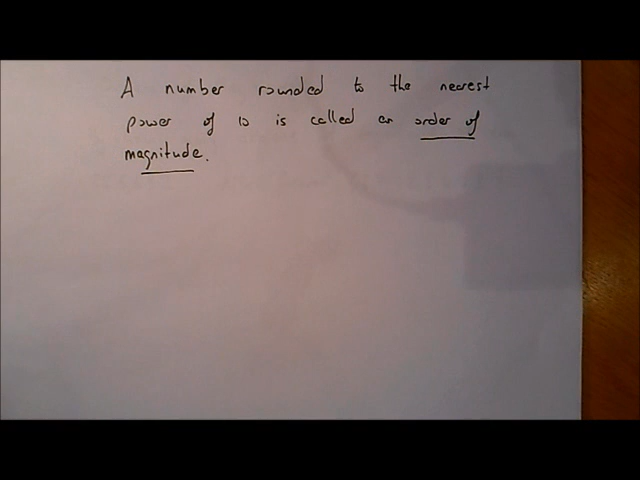 A number rounded to the nearest
power of 10 is called an order of
magnitude.